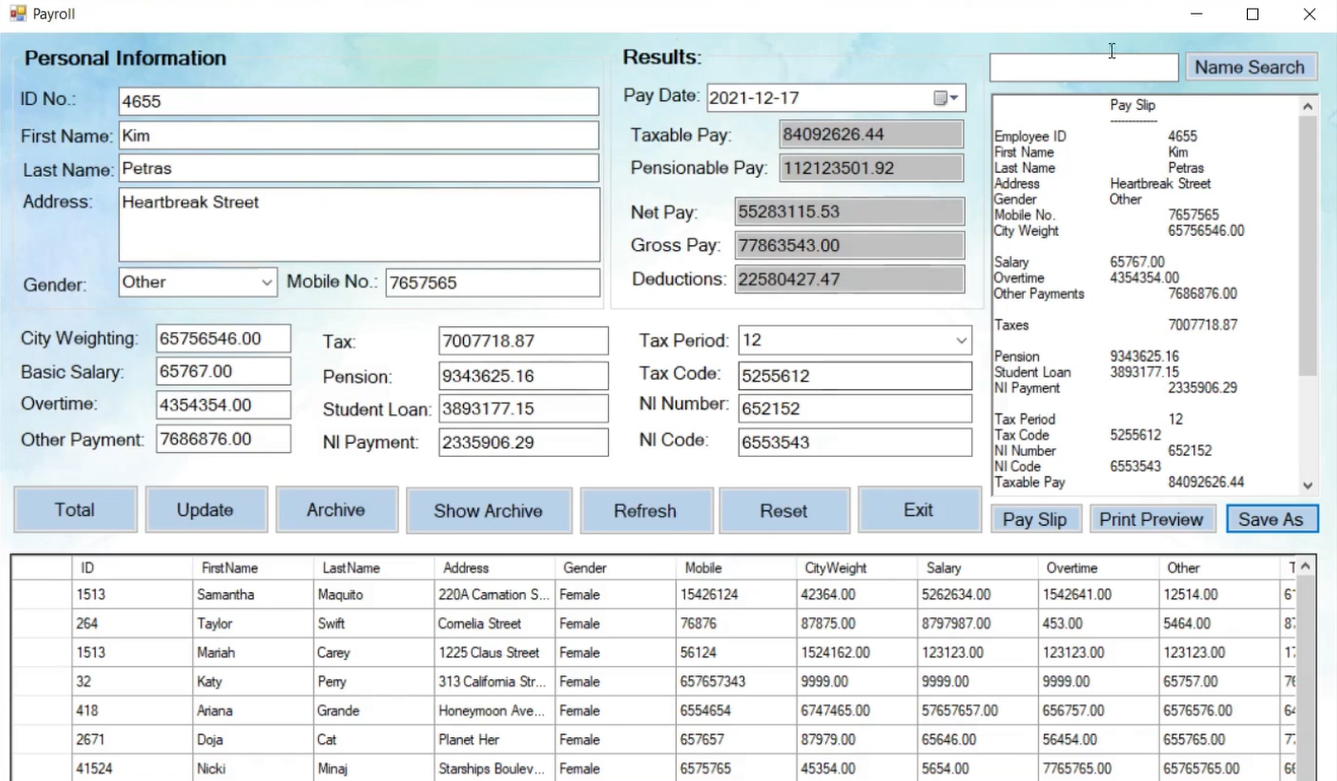 Payroll
Personal Information
ID No.: 4655
First Name: Kim
Last Name: Petras
Address: Heartbreak Street
Gender: Other Mobile No.: 7657565
Results:
Pay Date: 2021-12-17
Taxable Pay: 84092626.44
Pensionable Pay: 112123501.92
Net Pay: 55283115.53
Gross Pay: 77863543.00
Deductions: 22580427.47
City Weighting: 65756546.00
Basic Salary: 65767.00
Overtime: 4354354.00
Other Payment: 7686876.00
Tax: 7007718.87
Pension: 9343625.16
Student Loan: 3893177.15
NI Payment: 2335906.29
Tax Period: 12
Tax Code: 5255612
NI Number: 652152
NI Code: 6553543
Name Search
Pay Slip
-------------
Employee ID 4655
First Name Kim
Last Name Petras
Address Heartbreak Street
Gender Other
Mobile No. 7657565
City Weight 65756546.00
Salary 65767.00
Overtime 4354354.00
Other Payments 7686876.00
Taxes 7007718.87
Pension 9343625.16
Student Loan 3893177.15
NI Payment 2335906.29
Tax Period 12
Tax Code 5255612
NI Number 652152
NI Code 6553543
Taxable Pay 84092626.44
Total Update Archive Show Archive Refresh Reset Exit
Pay Slip Print Preview Save As
ID FirstName LastName Address Gender Mobile CityWeight Salary Overtime Other
1513 Samantha Maquito 220A Carnation S... Female 15426124 42364.00 5262634.00 1542641.00 12514.00
264 Taylor Swift Cornelia Street Female 76876 87875.00 8797987.00 453.00 5464.00
1513 Mariah Carey 1225 Claus Street Female 56124 1524162.00 123123.00 123123.00 123123.00
32 Katy Perry 313 California Str... Female 657657343 9999.00 9999.00 9999.00 65757.00
418 Ariana Grande Honeymoon Ave... Female 6554654 6747465.00 57657657.00 656757.00 6576576.00
2671 Doja Cat Planet Her Female 657657 87979.00 65646.00 56454.00 655765.00
41524 Nicki Minaj Starships Boulev... Female 6575765 45354.00 5654.00 7765765.00 65765765.00